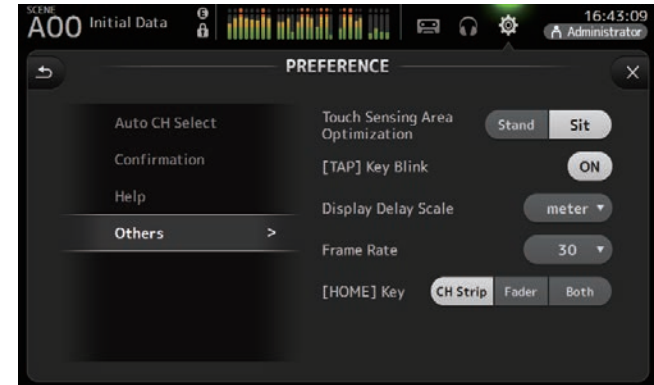 SCENE
A00 Initial Data
E
16:43:09
Administrator
PREFERENCE
Auto CH Select
Confirmation
Help
Others >
Touch Sensing Area
Optimization
Stand Sit
[TAP] Key Blink
ON
Display Delay Scale
meter
Frame Rate
30
[HOME] Key
CH Strip Fader Both